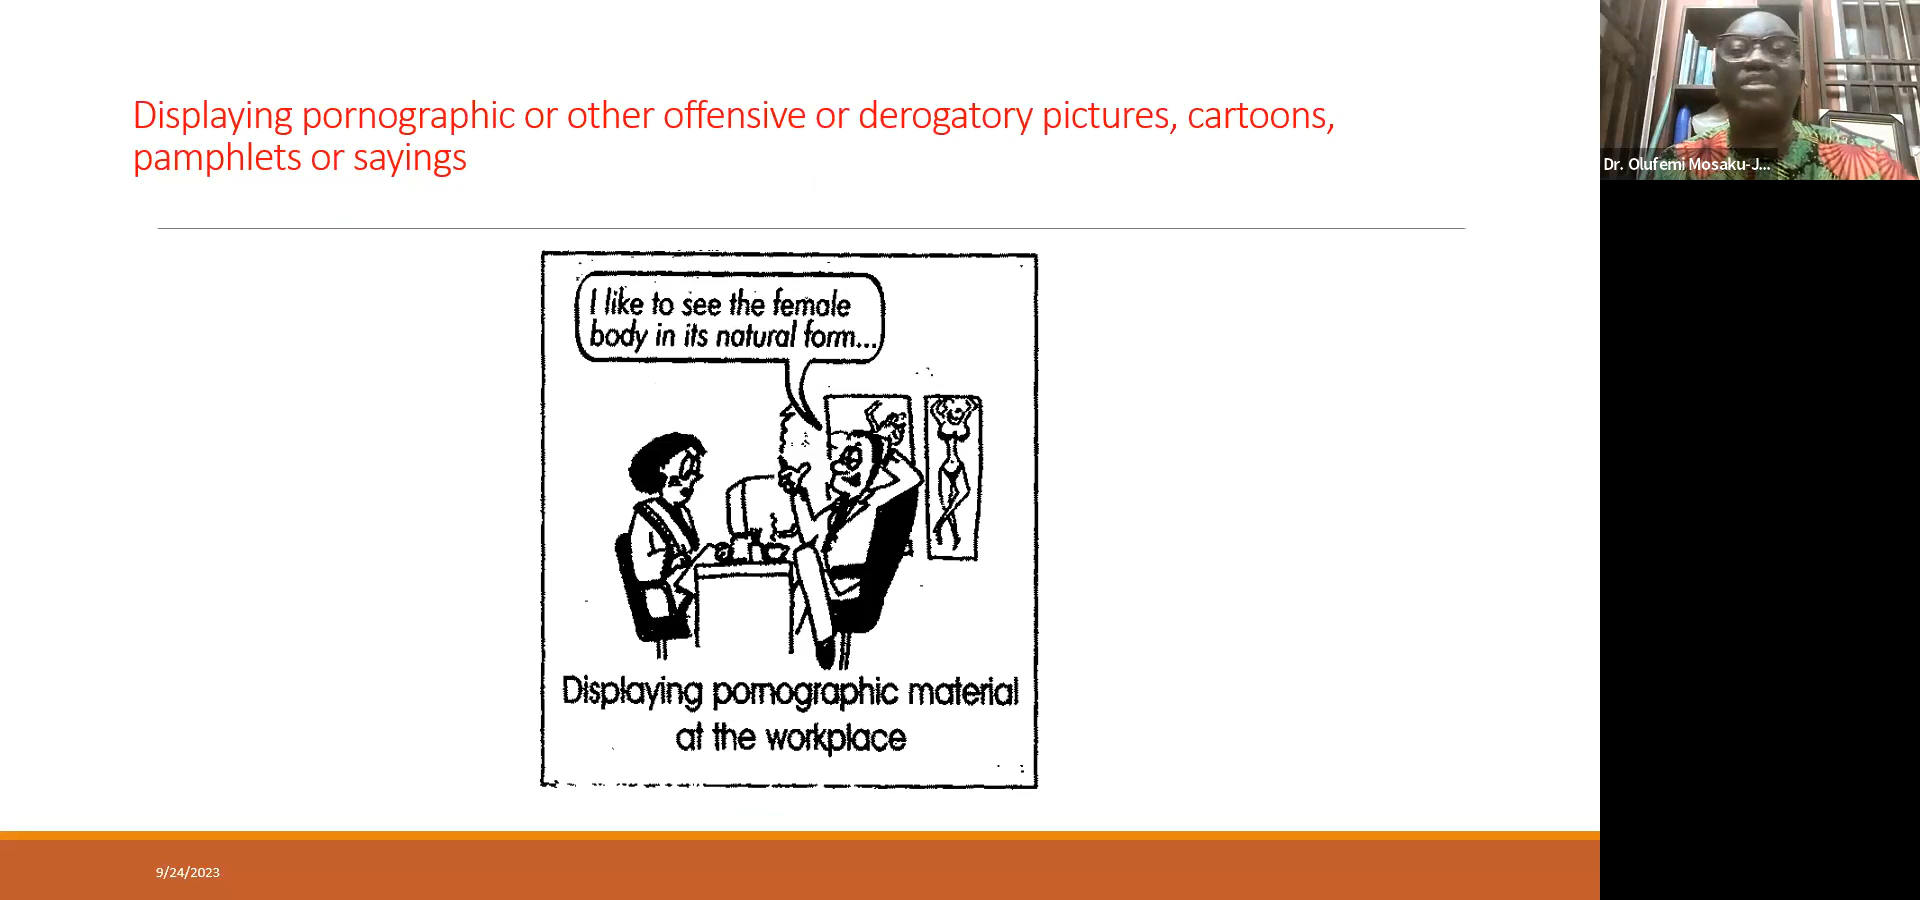 Displaying pornographic or other offensive or derogatory pictures, cartoons,
pamphlets or sayings
I like to see the female
body in its natural form...
Displaying pornographic material
at the workplace
9/24/2023
Dr. Olufemi Mosaku-J...